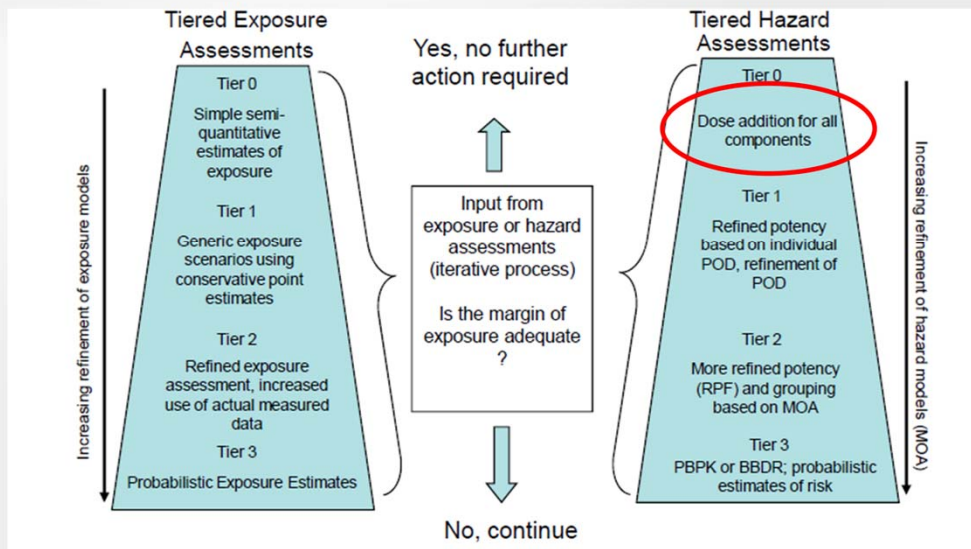 Tiered Exposure
Assessments
Tier 0
Simple semi-
quantitative
estimates of
exposure
Tier 1
Generic exposure
scenarios using
conservative point
estimates
Tier 2
Refined exposure
assessment, increased
use of actual measured
data
Tier 3
Probabilistic Exposure Estimates
Increasing refinement of exposure models
Yes, no further
action required
Input from
exposure or hazard
assessments
(iterative process)
Is the margin of
exposure adequate
?
No, continue
Tiered Hazard
Assessments
Tier 0
Dose addition for all
components
Tier 1
Refined potency
based on individual
POD, refinement of
POD
Tier 2
More refined potency
(RPF) and grouping
based on MOA
Tier 3
PBPK or BBDR; probabilistic
estimates of risk
Increasing refinement of hazard models (MOA)